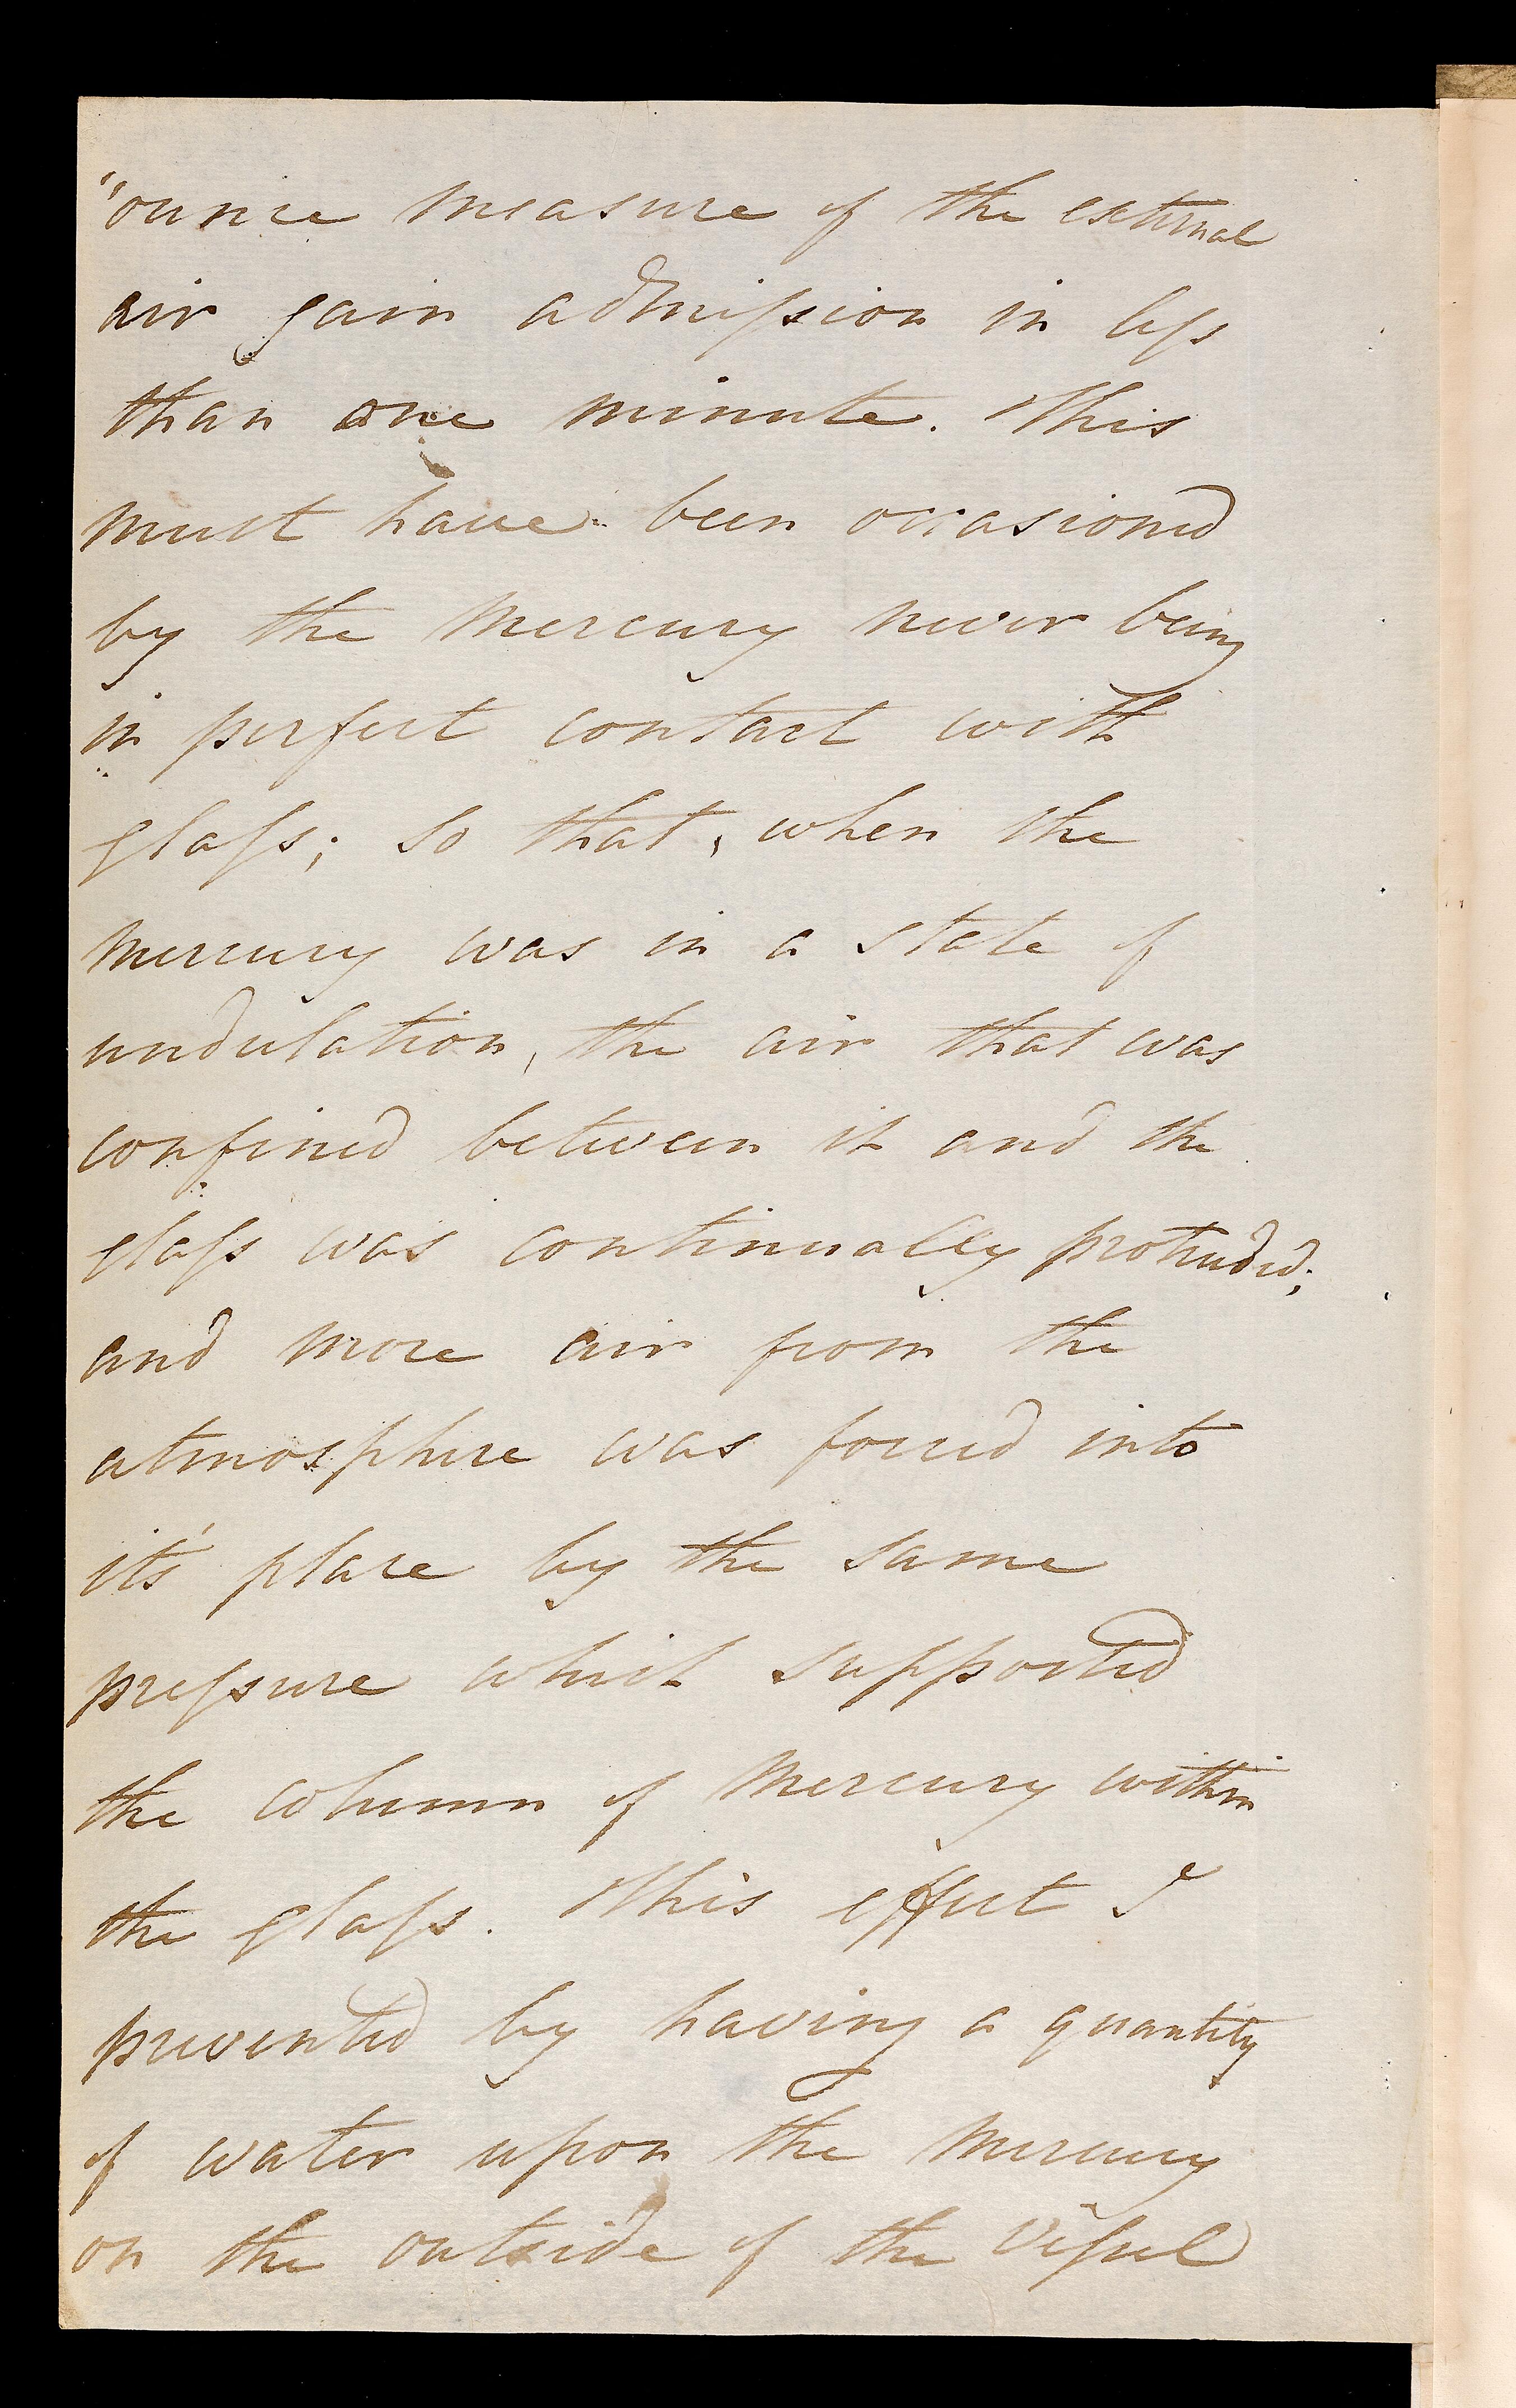 "ounce measure of the external
air gain admission in less
than one minute. This
must have been occasioned
by the mercury never being
in perfect contact with
glass; so that, when the
mercury was in a state of
undulation, the air that was
confined between it and the
glass was continually protruded;
and more air from the
atmosphere was forced into
it's place by the same
pressure which supported
the column of mercury within
the glass. This effect I
prevented by having a quantity
of water upon the mercury
on the outside of the vessel